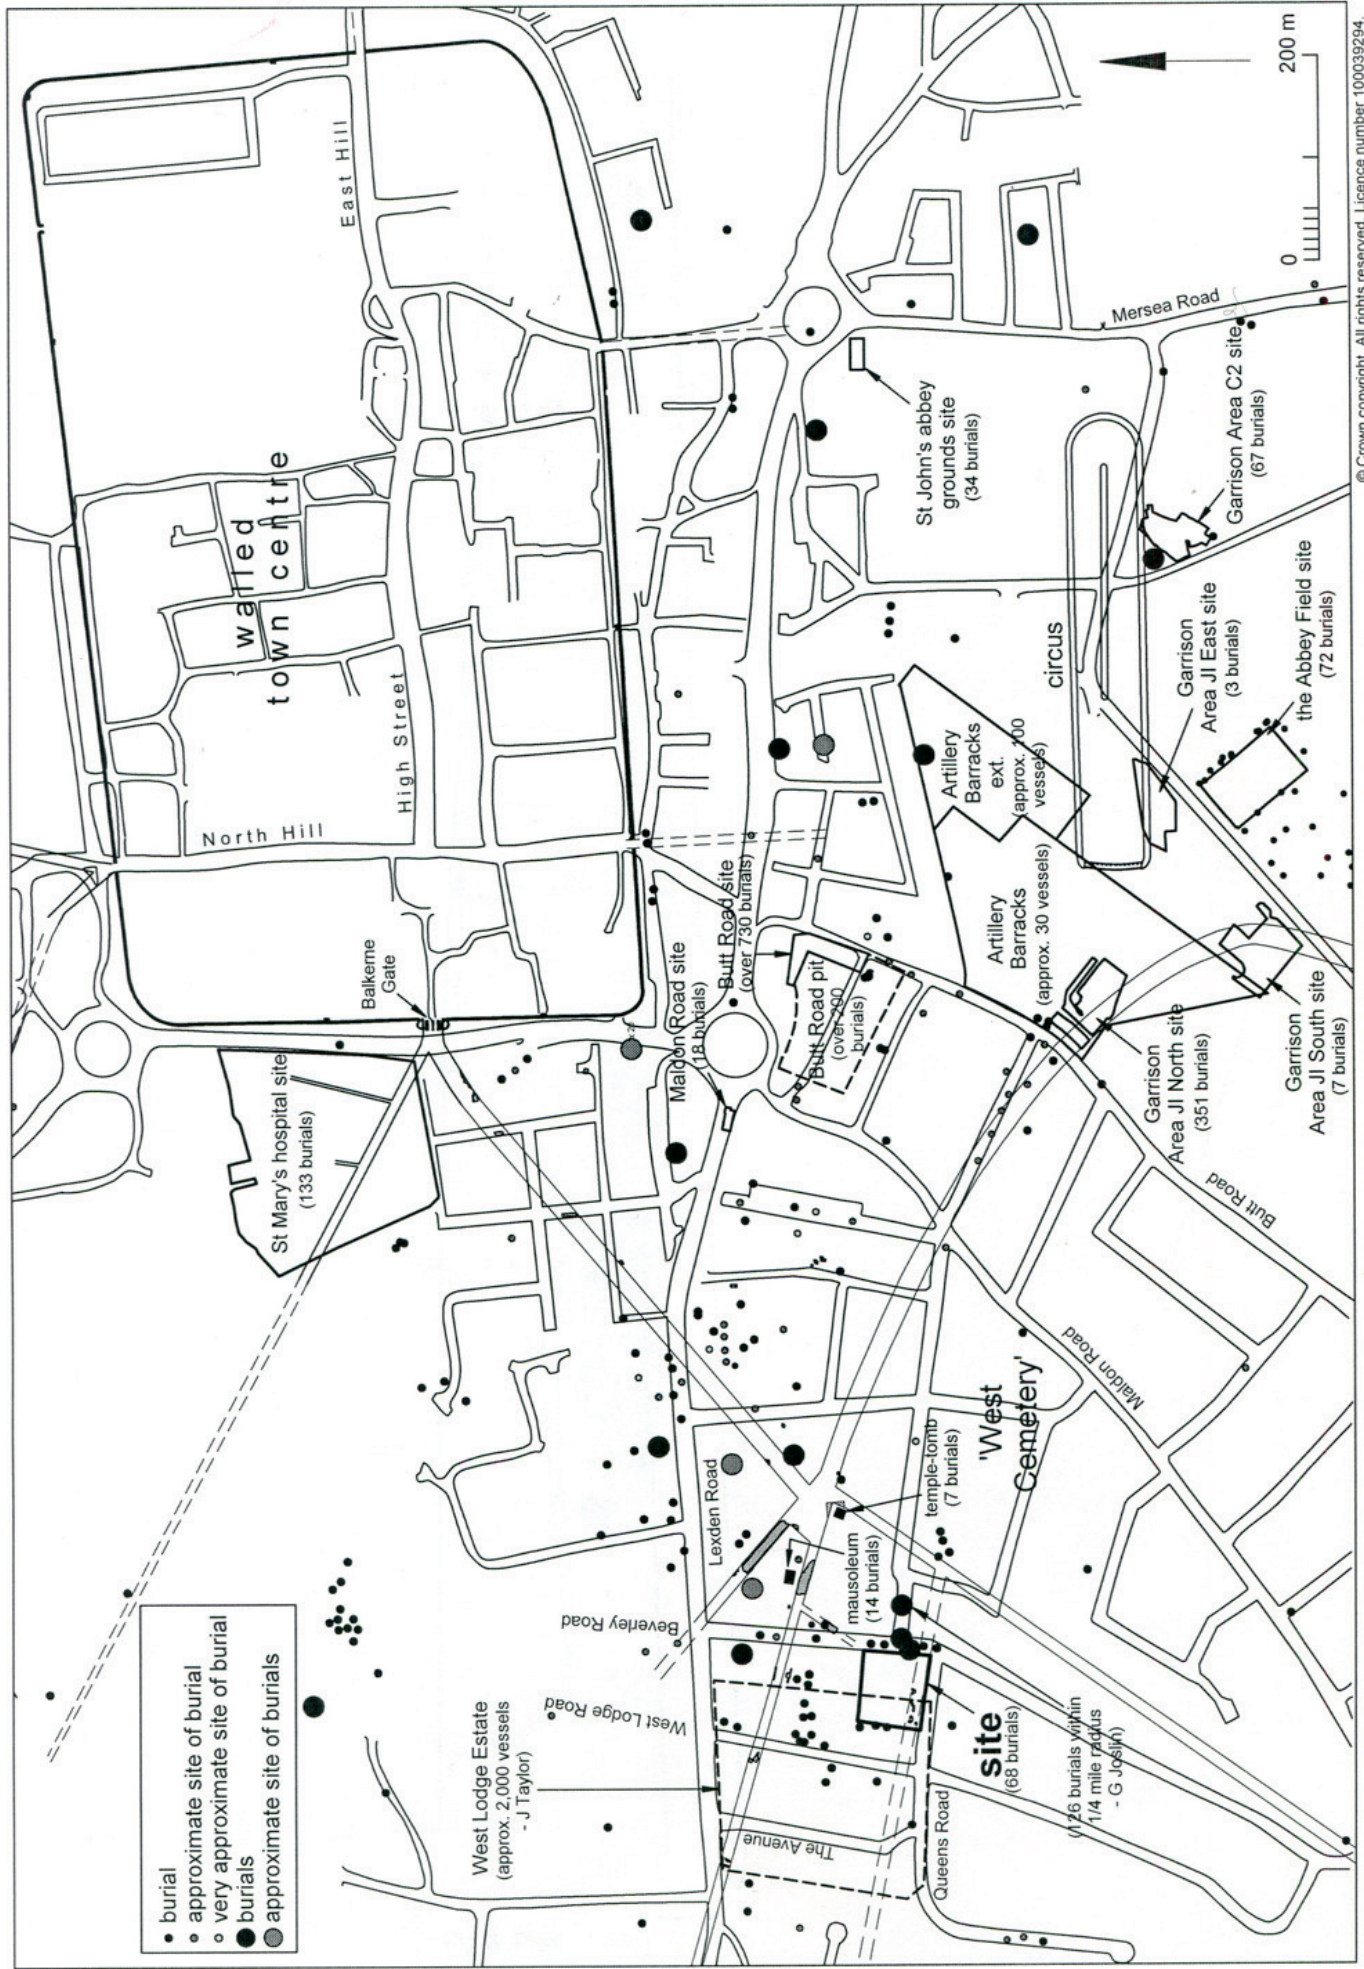 burial
approximate site of burial
very approximate site of burial
burials
approximate site of burials
St Mary's hospital site
(133 burials)
Balkerne
Gate
North Hill
High Street
walled
town centre
East Hill
West Lodge Estate
(approx. 2,000 vessels
- J Taylor)
West Lodge Road
Beverley Road
Lexden Road
The Avenue
Queens Road
site
(68 burials)
(126 burials within
1/4 mile radius
- G Joslin)
mausoleum
(14 burials)
temple-tomb
(7 burials)
'West
Cemetery'
Maldon Road
Maldon Road site
(18 burials)
Butt Road site
(over 730 burials)
Butt Road pit
(over 200
burials)
Butt Road
Artillery
Barracks
(approx. 30 vessels)
Artillery
Barracks
ext.
(approx. 100
vessels)
Garrison
Area JI North site
(351 burials)
Garrison
Area JI South site
(7 burials)
Garrison
Area JI East site
(3 burials)
the Abbey Field site
(72 burials)
circus
St John's abbey
grounds site
(34 burials)
Garrison Area C2 site
(67 burials)
Mersea Road
0
200 m
© Crown copyright. All rights reserved. Licence number 100039294.